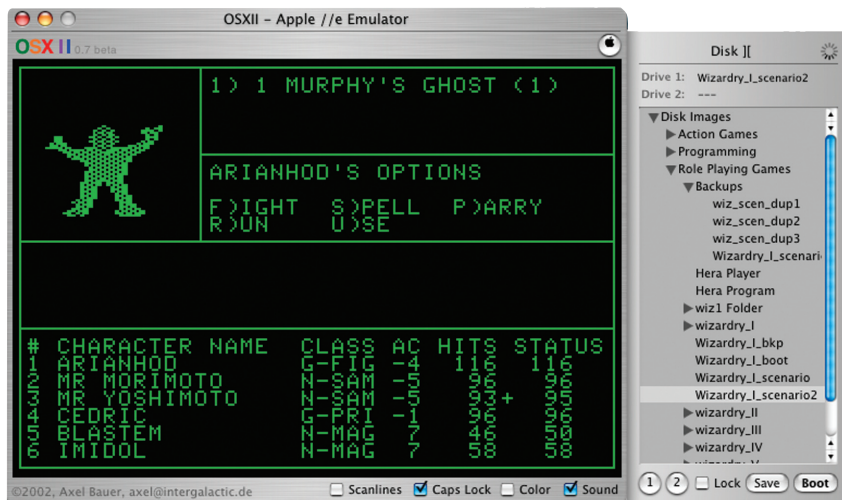 OSXII - Apple //e Emulator
OSX II 0.7 beta
1) 1 MURPHY'S GHOST (1)
ARIANHOD'S OPTIONS
F)IGHT S)PELL P)ARRY
R)UN U)SE
# CHARACTER NAME CLASS AC HITS STATUS
1 ARIANHOD G-FIG -4 116 116
2 MR MORIMOTO N-SAM -5 96 96
3 MR YOSHIMOTO N-SAM -5 93+ 95
4 CEDRIC G-PRI -1 96 96
5 BLASTEM N-MAG 7 46 50
6 IMIDOL N-MAG 7 58 58
©2002, Axel Bauer, axel@intergalactic.de
Scanlines Caps Lock Color Sound
Disk ][
Drive 1: Wizardry_I_scenario2
Drive 2: ---
Disk Images
Action Games
Programming
Role Playing Games
Backups
wiz_scen_dup1
wiz_scen_dup2
wiz_scen_dup3
Wizardry_I_scenari
Hera Player
Hera Program
wiz1 Folder
wizardry_I
Wizardry_I_bkp
Wizardry_I_boot
Wizardry_I_scenario
Wizardry_I_scenario2
wizardry_II
wizardry_III
wizardry_IV
1 2 Lock Save Boot